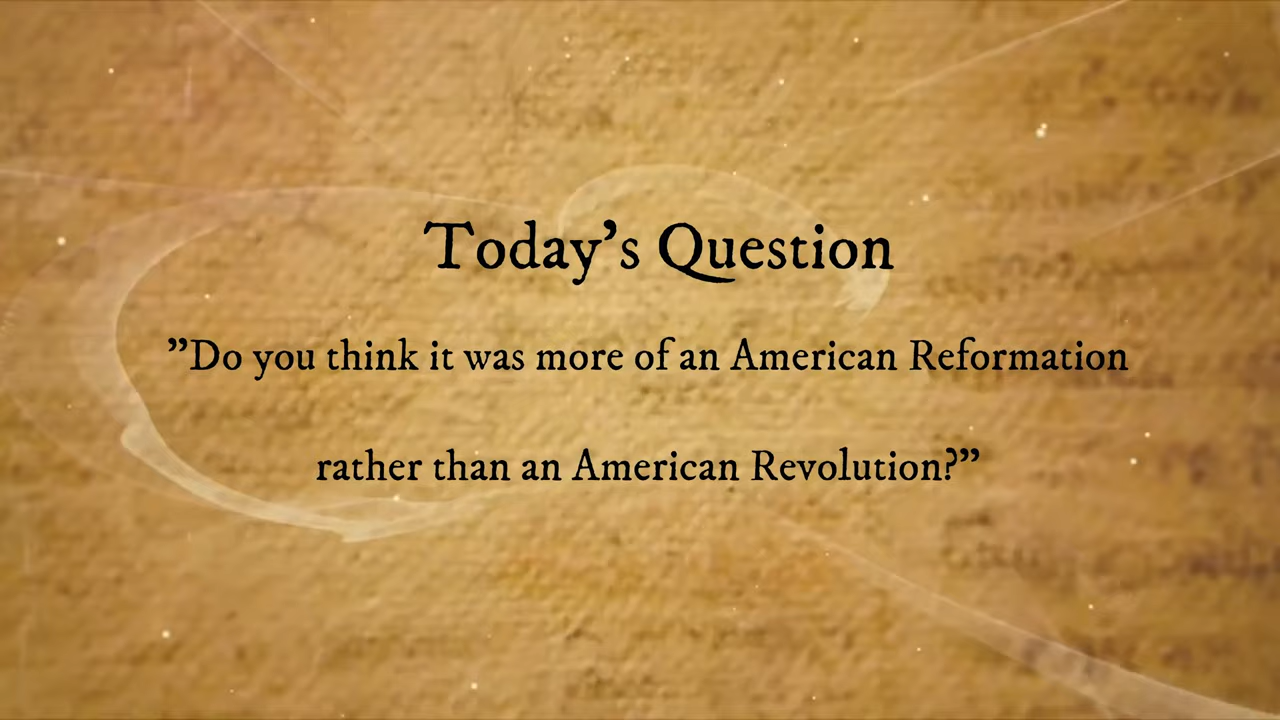 Today’s Question
”Do you think it was more of an American Reformation
rather than an American Revolution?”